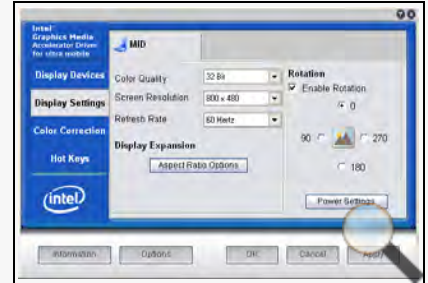 Intel
Graphics Media
Accelerator Driver
for ultra mobile
MID
Display Devices
Display Settings
Color Correction
Hot Keys
intel
Color Quality
32 Bit
Screen Resolution
800 x 480
Refresh Rate
60 Hertz
Display Expansion
Aspect Ratio Options
Rotation
Enable Rotation
0
90
270
180
Power Settings
Information
Options
OK
Cancel
Apply